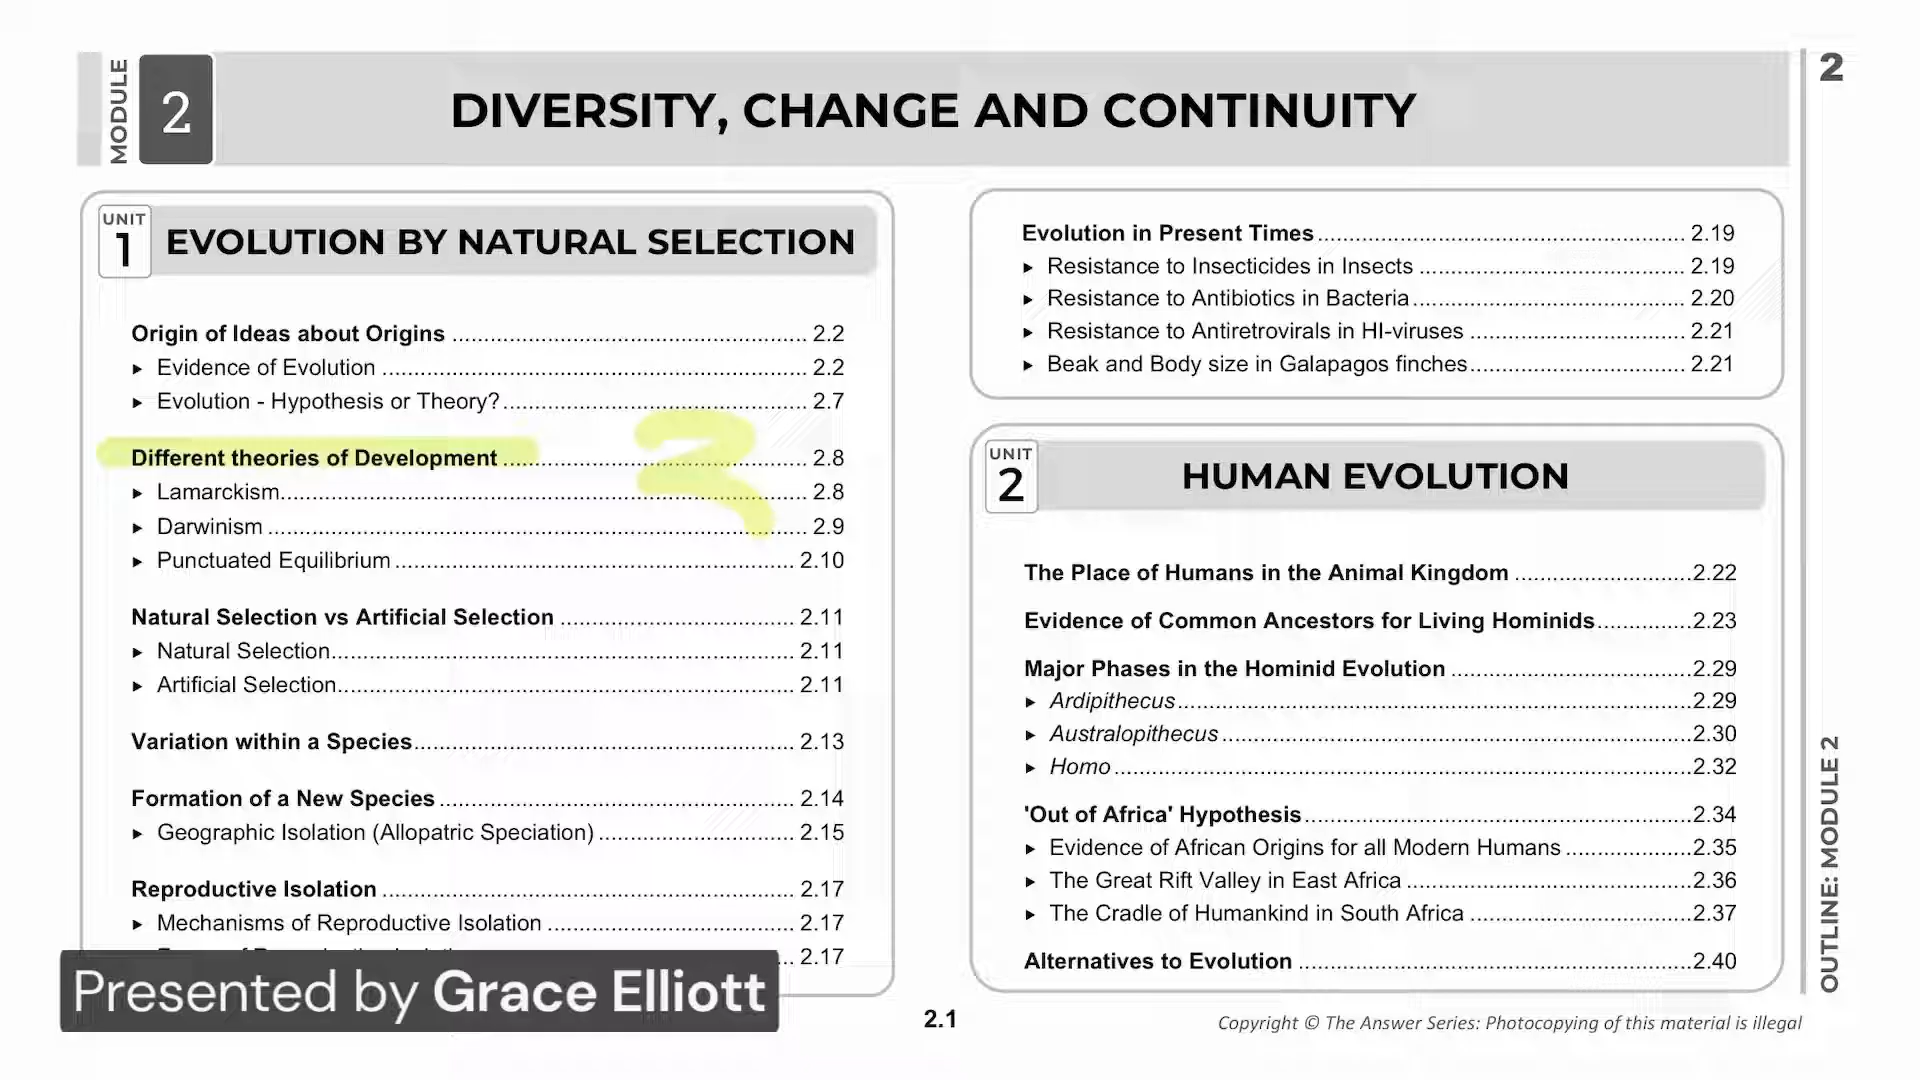 MODULE
2
DIVERSITY, CHANGE AND CONTINUITY
2
UNIT
1
EVOLUTION BY NATURAL SELECTION
Origin of Ideas about Origins ........ 2.2
▸ Evidence of Evolution ........ 2.2
▸ Evolution - Hypothesis or Theory? ........ 2.7
2
Different theories of Development ........ 2.8
▸ Lamarckism ........ 2.8
▸ Darwinism ........ 2.9
▸ Punctuated Equilibrium ........ 2.10
Natural Selection vs Artificial Selection ........ 2.11
▸ Natural Selection ........ 2.11
▸ Artificial Selection ........ 2.11
Variation within a Species ........ 2.13
Formation of a New Species ........ 2.14
▸ Geographic Isolation (Allopatric Speciation) ........ 2.15
Reproductive Isolation ........ 2.17
▸ Mechanisms of Reproductive Isolation ........ 2.17
2.17
Evolution in Present Times ........ 2.19
▸ Resistance to Insecticides in Insects ........ 2.19
▸ Resistance to Antibiotics in Bacteria ........ 2.20
▸ Resistance to Antiretrovirals in HI-viruses ........ 2.21
▸ Beak and Body size in Galapagos finches ........ 2.21
UNIT
2
HUMAN EVOLUTION
The Place of Humans in the Animal Kingdom ........ 2.22
Evidence of Common Ancestors for Living Hominids ........ 2.23
Major Phases in the Hominid Evolution ........ 2.29
▸ Ardipithecus ........ 2.29
▸ Australopithecus ........ 2.30
▸ Homo ........ 2.32
'Out of Africa' Hypothesis ........ 2.34
▸ Evidence of African Origins for all Modern Humans ........ 2.35
▸ The Great Rift Valley in East Africa ........ 2.36
▸ The Cradle of Humankind in South Africa ........ 2.37
Alternatives to Evolution ........ 2.40
OUTLINE: MODULE 2
Presented by Grace Elliott
2.1
Copyright © The Answer Series: Photocopying of this material is illegal